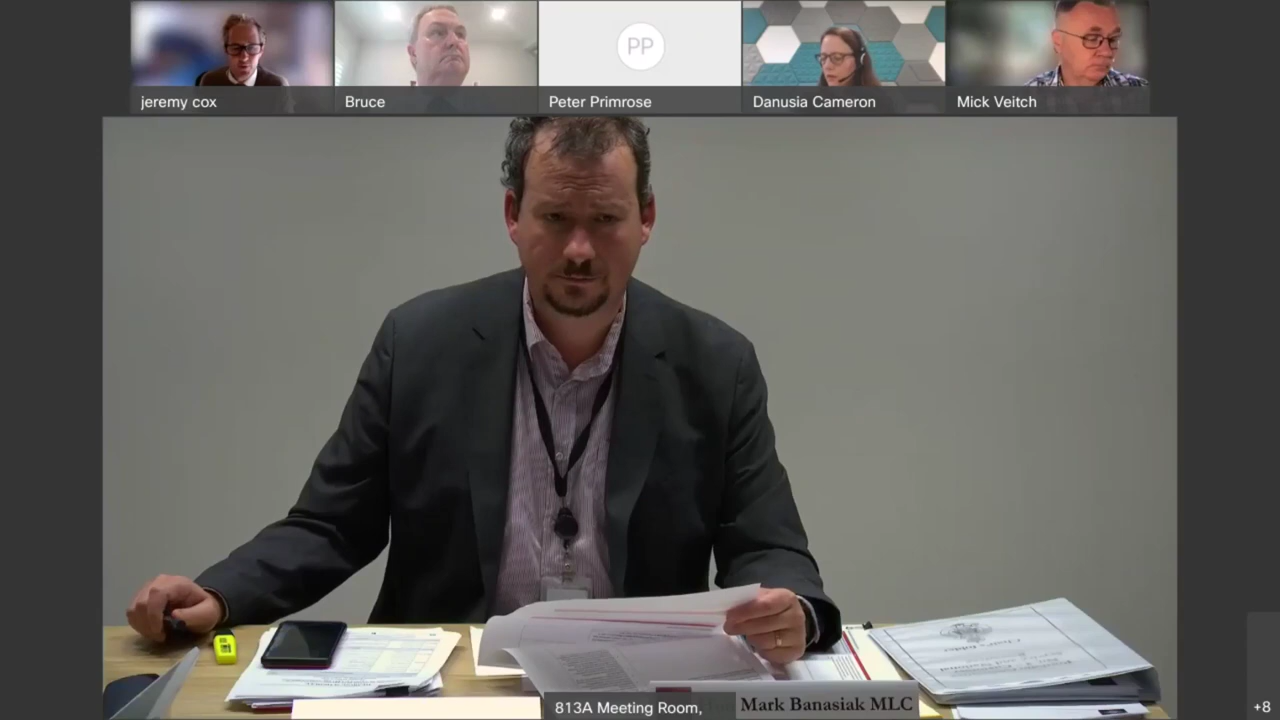 PP
jeremy cox
Bruce
Peter Primrose
Danusia Cameron
Mick Veitch
813A Meeting Room,
Mark Banasiak MLC
+8